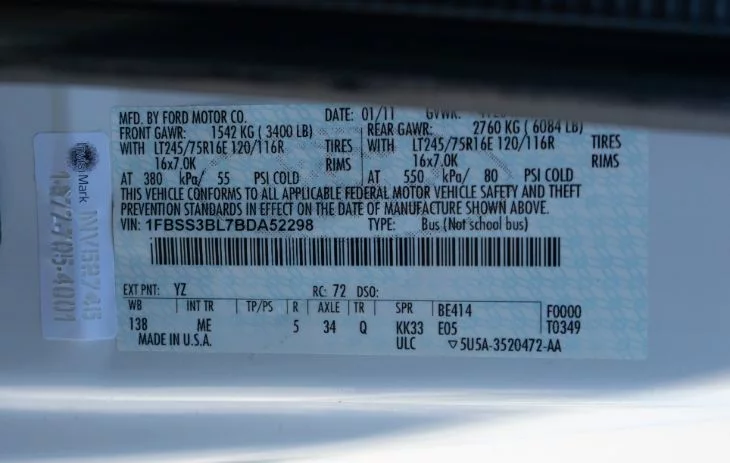 MFD. BY FORD MOTOR CO. DATE: 01/11 GVWR:
FRONT GAWR: 1542 KG ( 3400 LB) REAR GAWR: 2760 KG ( 6084 LB)
WITH LT245/75R16E 120/116R TIRES WITH LT245/75R16E 120/116R TIRES
16x7.0K RIMS 16x7.0K RIMS
AT 380 kPa/ 55 PSI COLD AT 550 kPa/ 80 PSI COLD
THIS VEHICLE CONFORMS TO ALL APPLICABLE FEDERAL MOTOR VEHICLE SAFETY AND THEFT
PREVENTION STANDARDS IN EFFECT ON THE DATE OF MANUFACTURE SHOWN ABOVE.
VIN: 1FBSS3BL7BDA52298 TYPE: Bus (Not school bus)
EXT PNT: YZ RC: 72 DSO:
WB INT TR TP/PS R AXLE TR SPR BE414 F0000
138 ME 5 34 Q KK33 E05 T0349
MADE IN U.S.A. ULC ▽5U5A-3520472-AA
Mark